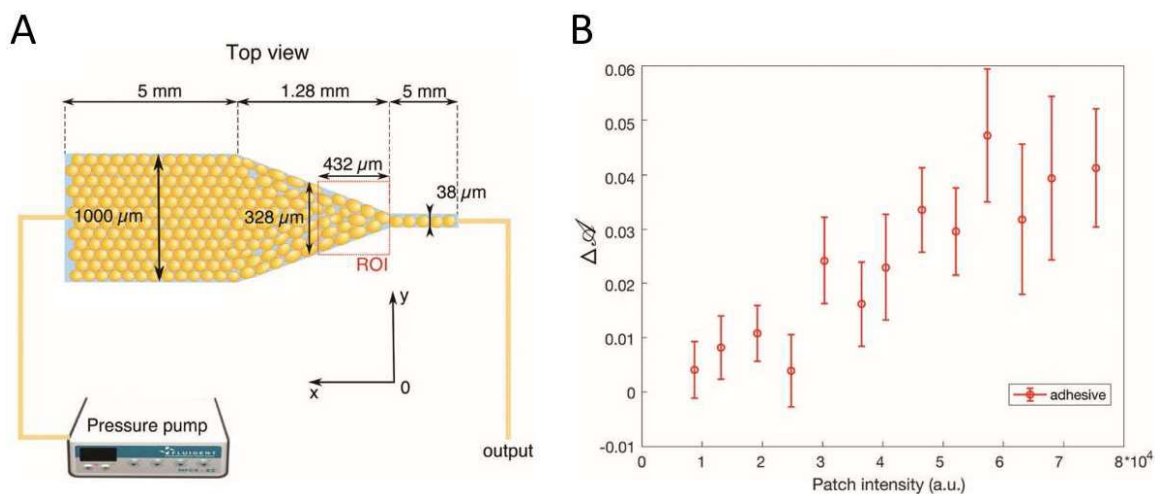 A
Top view
5 mm
1.28 mm
5 mm
432 µm
38 µm
1000 µm
328 µm
ROI
y
x
0
Pressure pump
FLUIGENT
output
B
0.06
0.05
0.04
0.03
0.02
0.01
0
-0.01
Δ𝒜
adhesive
0 1 2 3 4 5 6 7 8*10⁴
Patch intensity (a.u.)